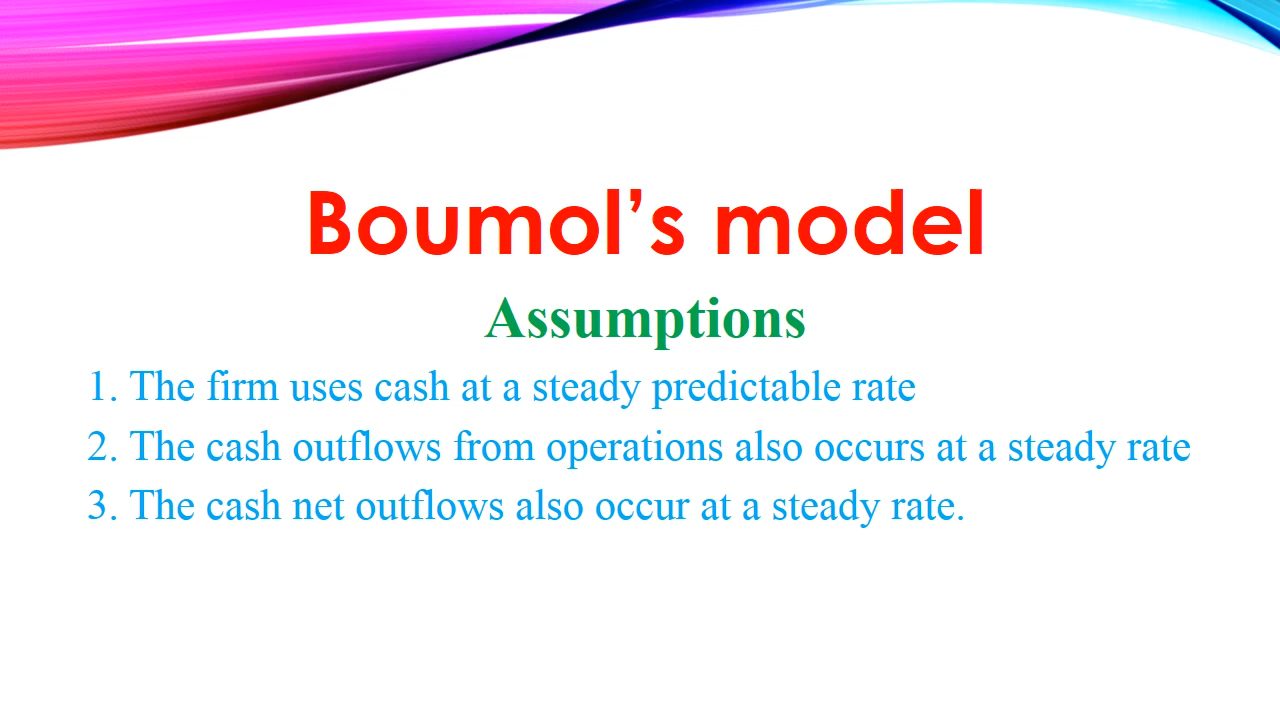 Boumol’s model
Assumptions
1. The firm uses cash at a steady predictable rate
2. The cash outflows from operations also occurs at a steady rate
3. The cash net outflows also occur at a steady rate.